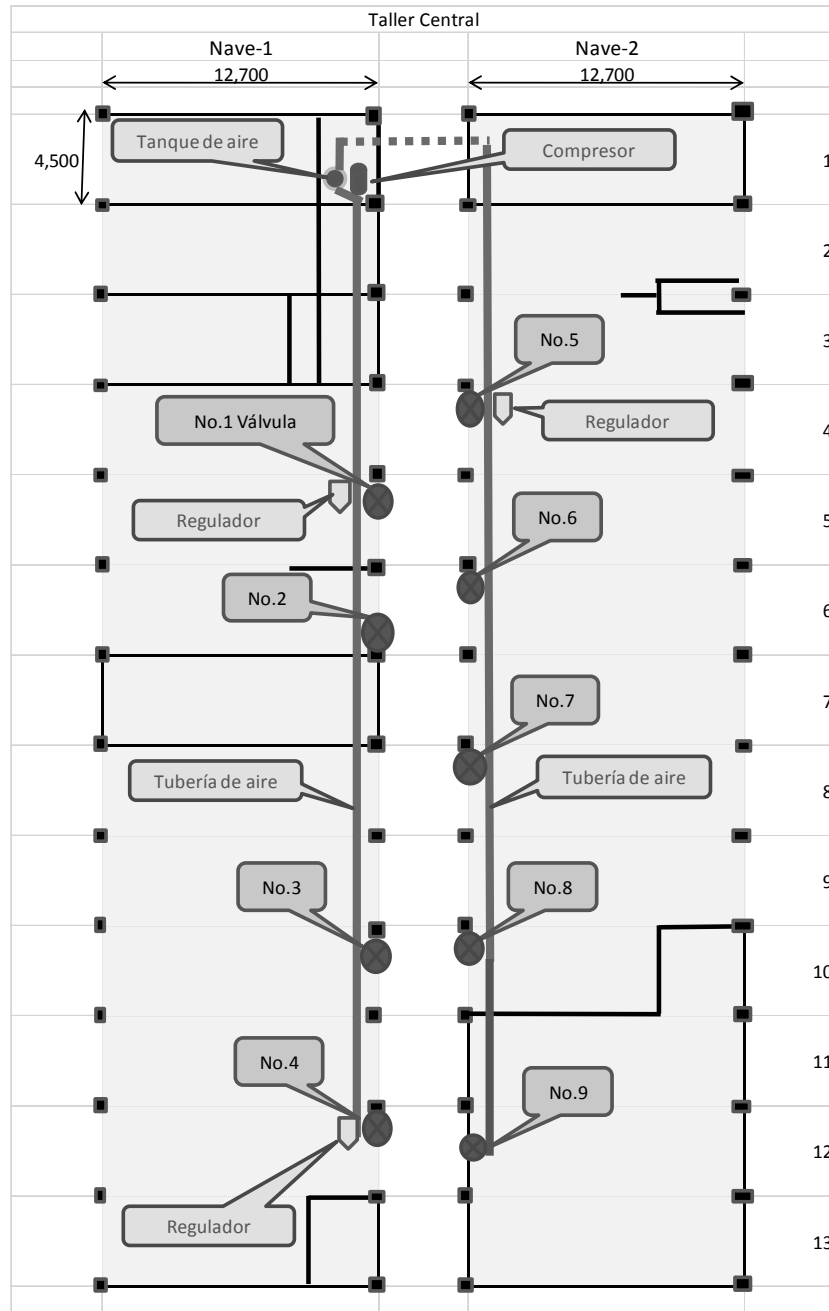 Taller Central
Nave-1
Nave-2
12,700
12,700
Tanque de aire
Compresor
4,500
1
2
3
No.5
No.1 Válvula
Regulador
4
Regulador
No.6
5
No.2
6
No.7
7
Tubería de aire
Tubería de aire
8
No.3
No.8
9
10
No.4
11
No.9
12
Regulador
13